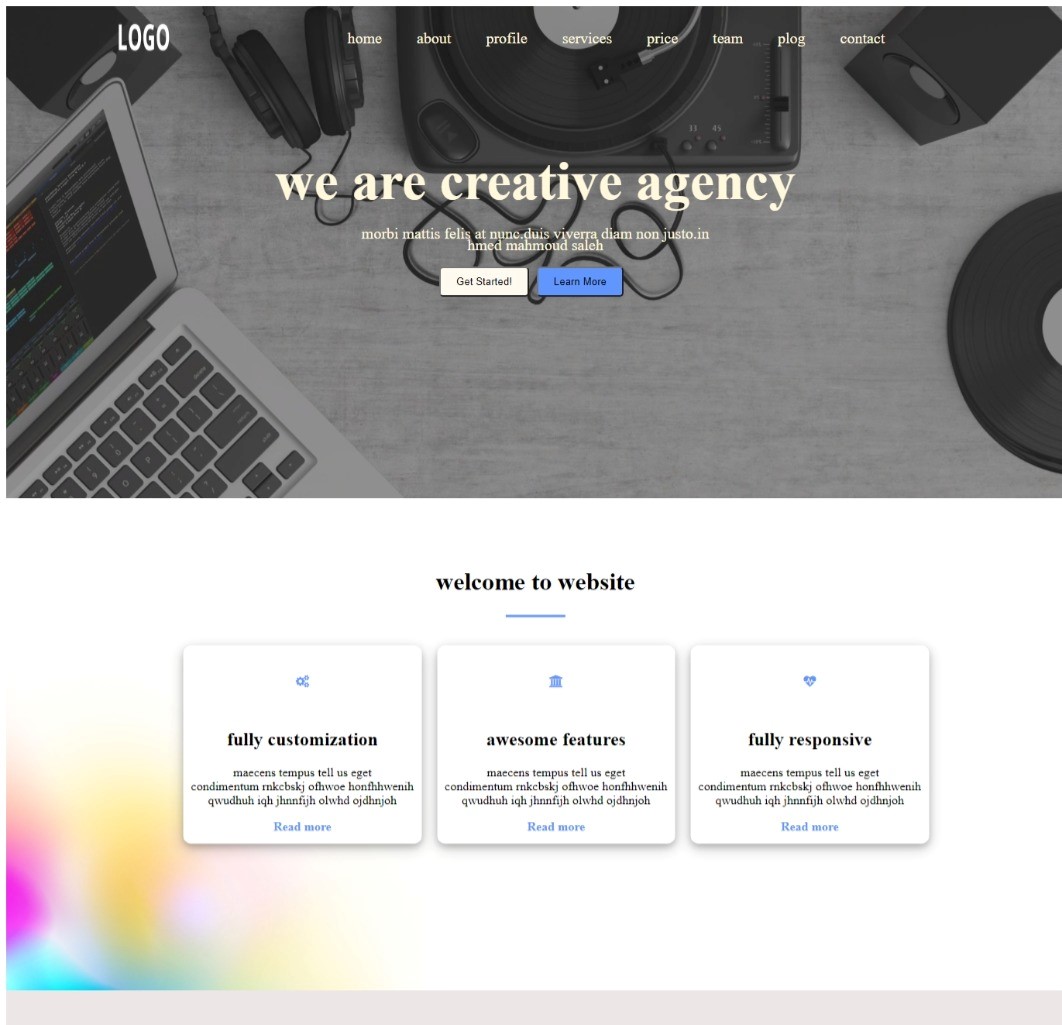 LOGO
home about profile services price team plog contact
we are creative agency
morbi mattis felis at nunc.duis viverra diam non justo.in
hmed mahmoud saleh
Get Started! Learn More
welcome to website
fully customization
maecens tempus tell us eget
condimentum rnkcbskj ofhwoe honfhhwenih
qwudhuh iqh jhnnfijh olwhd ojdhnjoh
Read more
awesome features
maecens tempus tell us eget
condimentum rnkcbskj ofhwoe honfhhwenih
qwudhuh iqh jhnnfijh olwhd ojdhnjoh
Read more
fully responsive
maecens tempus tell us eget
condimentum rnkcbskj ofhwoe honfhhwenih
qwudhuh iqh jhnnfijh olwhd ojdhnjoh
Read more